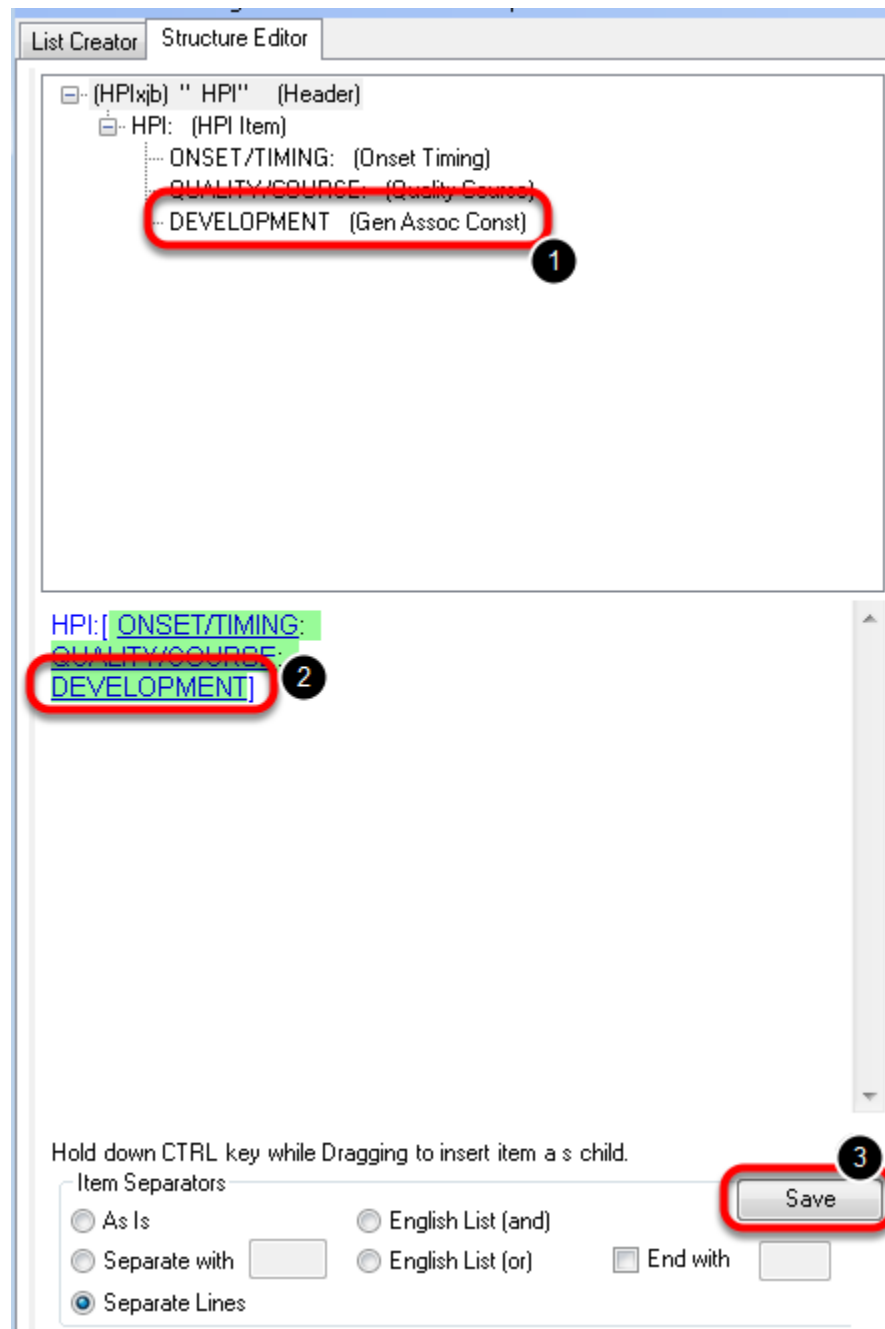 List Creator Structure Editor
(HPIxjb) " HPI" (Header)
HPI: (HPI Item)
ONSET/TIMING: (Onset Timing)
QUALITY/COURSE: (Quality Course)
DEVELOPMENT (Gen Assoc Const)
1
HPI:[ ONSET/TIMING:
QUALITY/COURSE:
DEVELOPMENT]
2
Hold down CTRL key while Dragging to insert item a s child.
3
Item Separators
Save
As Is English List (and)
Separate with English List (or) End with
Separate Lines